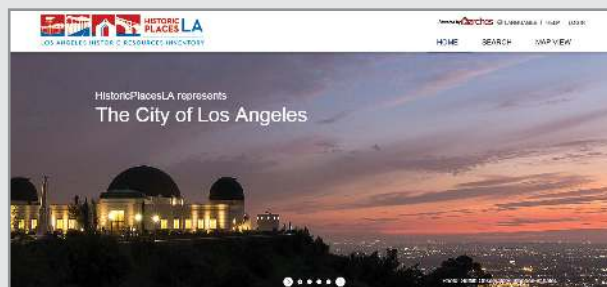 HISTORIC
PLACES LA
LOS ANGELES HISTORIC RESOURCES INVENTORY
arches
HOME SEARCH MAP VIEW
HistoricPlacesLA represents
The City of Los Angeles